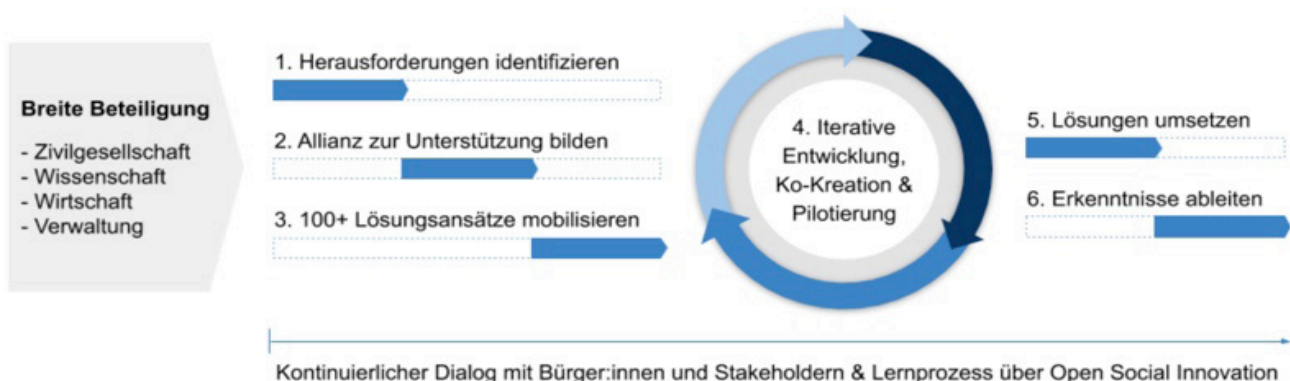 Breite Beteiligung
- Zivilgesellschaft
- Wissenschaft
- Wirtschaft
- Verwaltung
1. Herausforderungen identifizieren
2. Allianz zur Unterstützung bilden
3. 100+ Lösungsansätze mobilisieren
4. Iterative
Entwicklung,
Ko-Kreation &
Pilotierung
5. Lösungen umsetzen
6. Erkenntnisse ableiten
Kontinuierlicher Dialog mit Bürger:innen und Stakeholdern & Lernprozess über Open Social Innovation